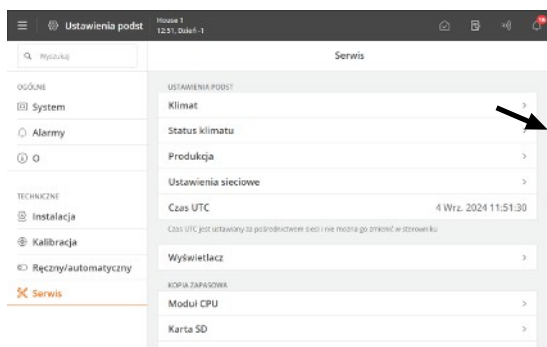 Ustawienia podst
House 1
12:51, Dzień -1
Wyszukaj
Serwis
OGÓLNE
System
Alarmy
O
TECHNICZNE
Instalacja
Kalibracja
Ręczny/automatyczny
Serwis
USTAWIENIA PODST
Klimat
Status klimatu
Produkcja
Ustawienia sieciowe
Czas UTC 4 Wrz. 2024 11:51:30
Czas UTC jest ustawiany za pośrednictwem sieci i nie można go zmienić w sterowniku
Wyświetlacz
KOPIA ZAPASOWA
Moduł CPU
Karta SD